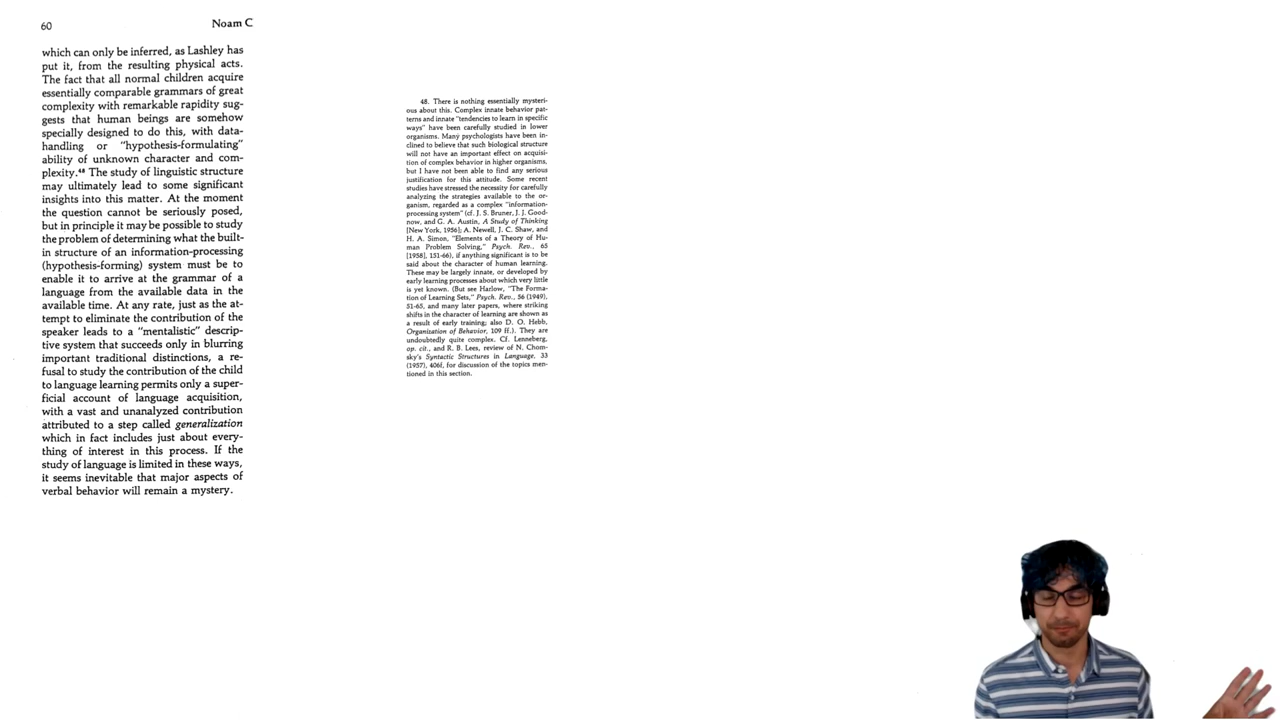 60
Noam C
which can only be inferred, as Lashley has
put it, from the resulting physical acts.
The fact that all normal children acquire
essentially comparable grammars of great
complexity with remarkable rapidity sug-
gests that human beings are somehow
specially designed to do this, with data-
handling or "hypothesis-formulating"
ability of unknown character and com-
plexity.⁴⁸ The study of linguistic structure
may ultimately lead to some significant
insights into this matter. At the moment
the question cannot be seriously posed,
but in principle it may be possible to study
the problem of determining what the built-
in structure of an information-processing
(hypothesis-forming) system must be to
enable it to arrive at the grammar of a
language from the available data in the
available time. At any rate, just as the at-
tempt to eliminate the contribution of the
speaker leads to a "mentalistic" descrip-
tive system that succeeds only in blurring
important traditional distinctions, a re-
fusal to study the contribution of the child
to language learning permits only a super-
ficial account of language acquisition,
with a vast and unanalyzed contribution
attributed to a step called generalization
which in fact includes just about every-
thing of interest in this process. If the
study of language is limited in these ways,
it seems inevitable that major aspects of
verbal behavior will remain a mystery.
48. There is nothing essentially mysteri-
ous about this. Complex innate behavior pat-
terns and innate "tendencies to learn in specific
ways" have been carefully studied in lower
organisms. Many psychologists have been in-
clined to believe that such biological structure
will not have an important effect on acquisi-
tion of complex behavior in higher organisms,
but I have not been able to find any serious
justification for this attitude. Some recent
studies have stressed the necessity for carefully
analyzing the strategies available to the or-
ganism, regarded as a complex "information-
processing system" (cf. J. S. Bruner, J. J. Good-
now, and G. A. Austin, A Study of Thinking
[New York, 1956]; A. Newell, J. C. Shaw, and
H. A. Simon, "Elements of a Theory of Hu-
man Problem Solving," Psych. Rev., 65
[1958], 151-66), if anything significant is to be
said about the character of human learning.
These may be largely innate, or developed by
early learning processes about which very little
is yet known. (But see Harlow, "The Forma-
tion of Learning Sets," Psych. Rev., 56 (1949),
51-65, and many later papers, where striking
shifts in the character of learning are shown as
a result of early training; also D. O. Hebb,
Organization of Behavior, 109 ff.). They are
undoubtedly quite complex. Cf. Lenneberg,
op. cit., and R. B. Lees, review of N. Chom-
sky's Syntactic Structures in Language, 33
(1957), 406f, for discussion of the topics men-
tioned in this section.